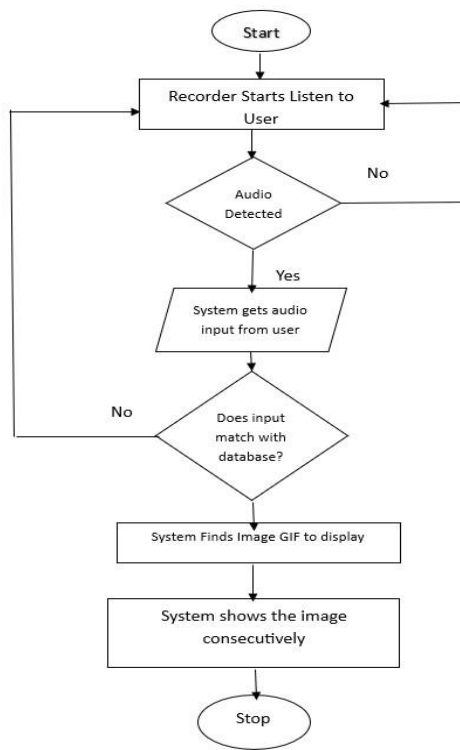 Start
Recorder Starts Listen to
User
Audio
Detected
No
Yes
System gets audio
input from user
No
Does input
match with
database?
System Finds Image GIF to display
System shows the image
consecutively
Stop